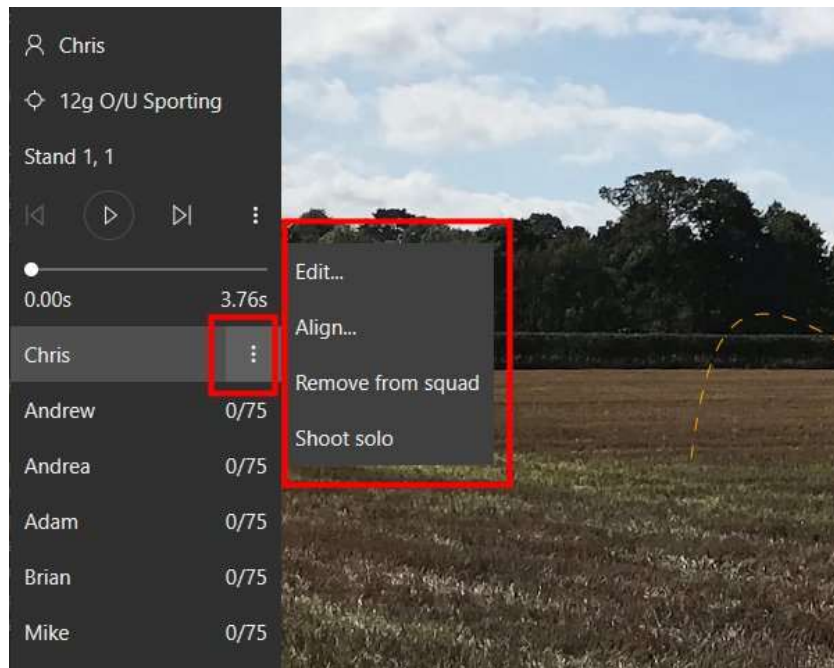 Chris
12g O/U Sporting
Stand 1, 1
0.00s 3.76s
Chris
Andrew 0/75
Andrea 0/75
Adam 0/75
Brian 0/75
Mike 0/75
Edit...
Align...
Remove from squad
Shoot solo